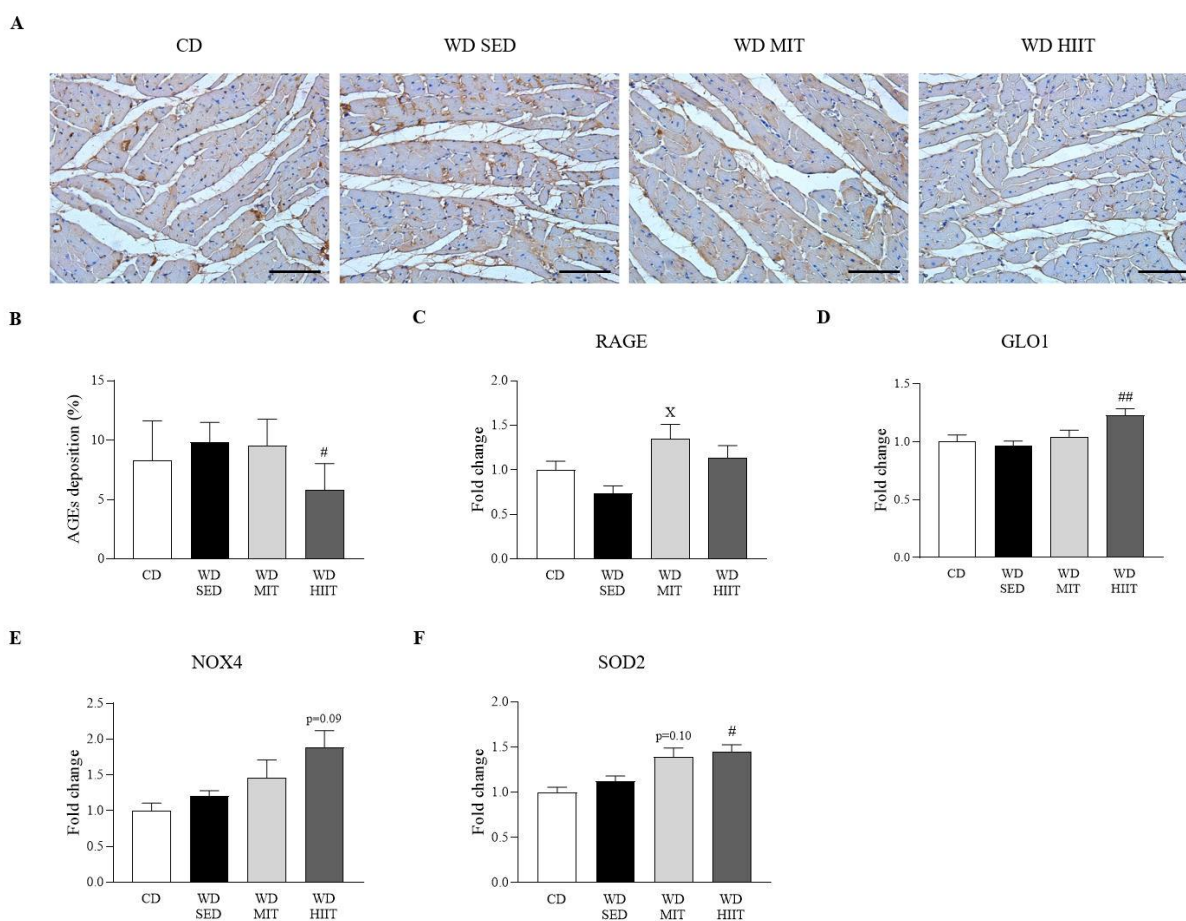 A
CD
WD SED
WD MIT
WD HIIT
B
AGEs deposition (%)
15
10
5
0
#
CD
WD
SED
WD
MIT
WD
HIIT
C
RAGE
Fold change
2.0
1.5
1.0
0.5
0.0
X
CD
WD
SED
WD
MIT
WD
HIIT
D
GLO1
Fold change
1.5
1.0
0.5
0.0
##
CD
WD
SED
WD
MIT
WD
HIIT
E
NOX4
Fold change
2.5
2.0
1.5
1.0
0.5
0.0
p=0.09
CD
WD
SED
WD
MIT
WD
HIIT
F
SOD2
Fold change
2.0
1.5
1.0
0.5
0.0
p=0.10
#
CD
WD
SED
WD
MIT
WD
HIIT